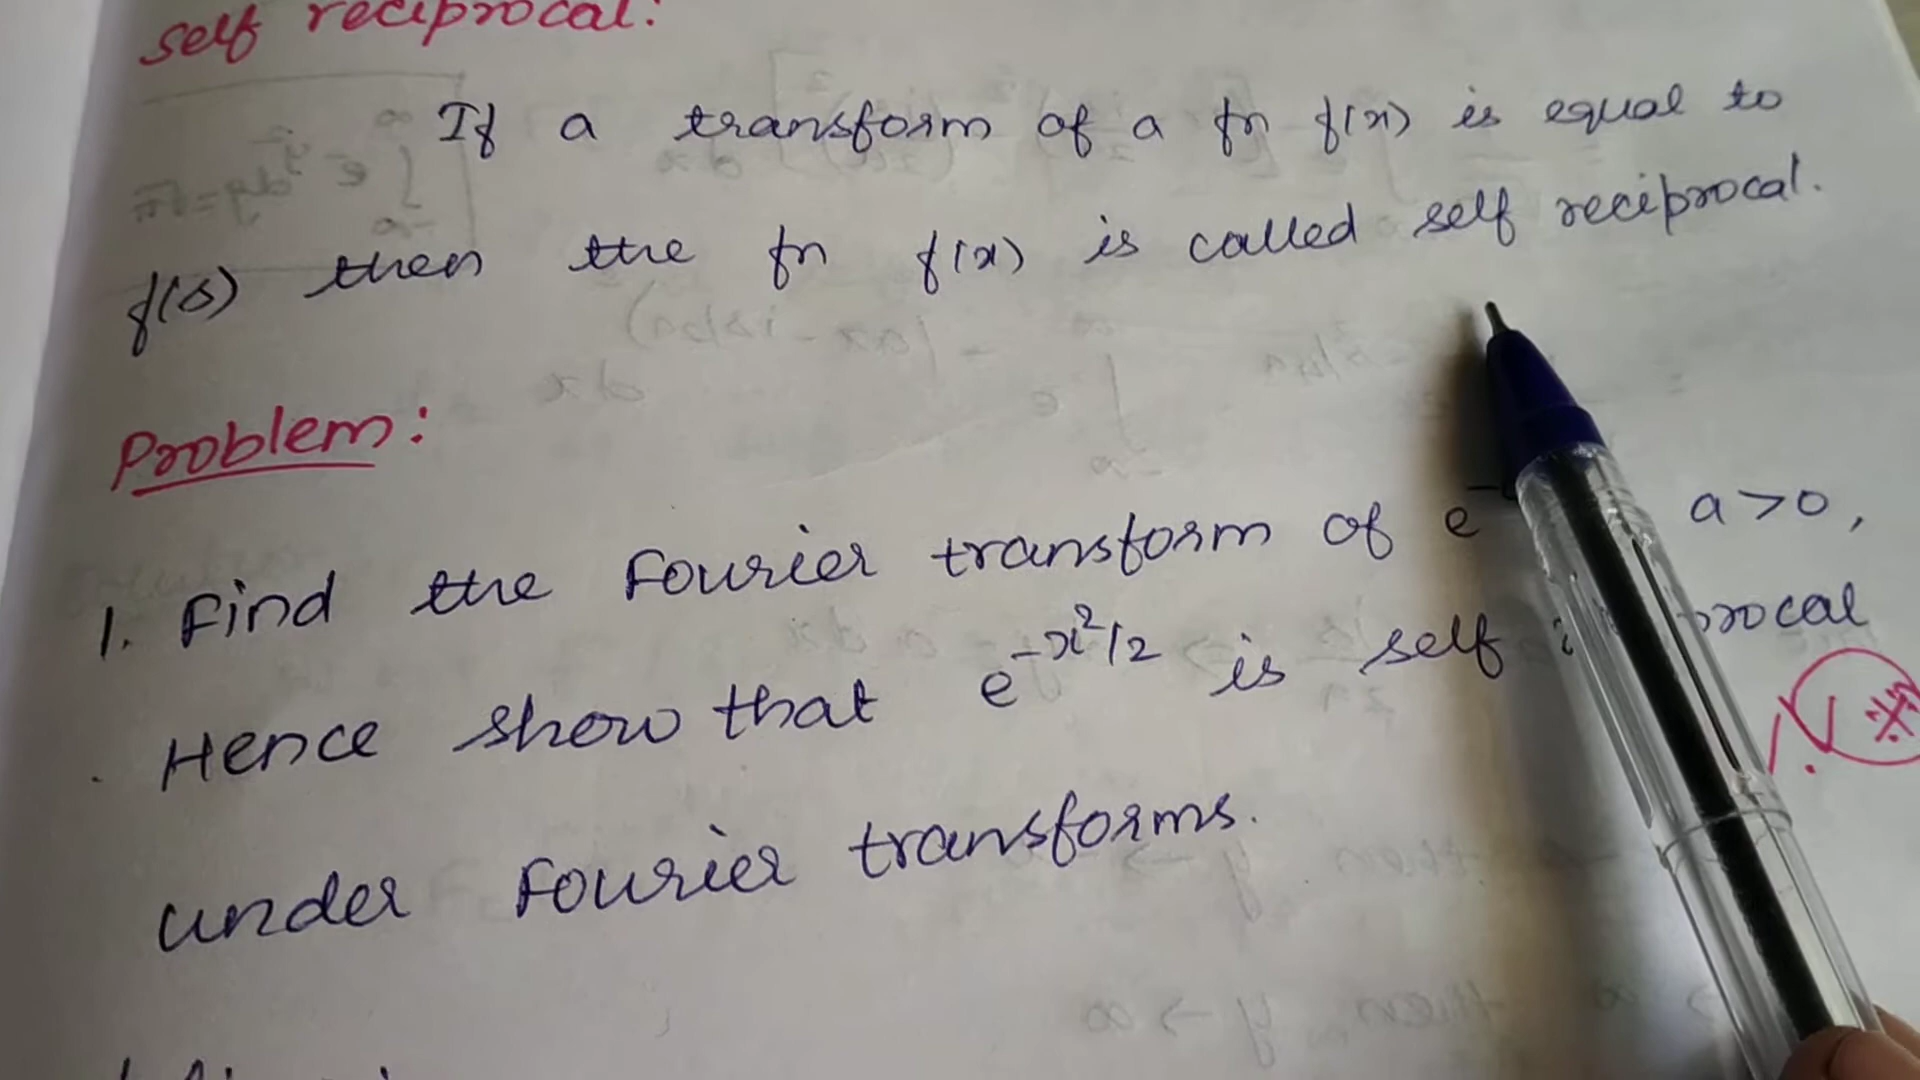 self reciprocal:
If a transform of a fn f(x) is equal to
f(s) then the fn f(x) is called self reciprocal.
Problem:
1. Find the Fourier transform of e⁻ a>0,
Hence show that e^-x²/2 is self
under Fourier transforms.